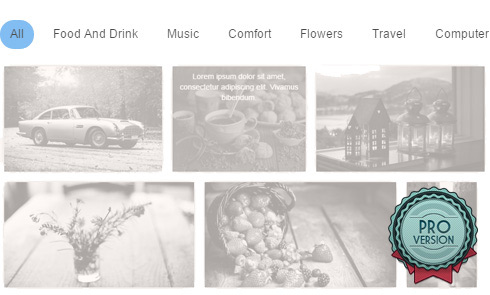 All Food And Drink Music Comfort Flowers Travel Computer
Lorem ipsum dolor sit amet,
consectetur adipiscing elit. Vivamus
bibendum.
PRO
VERSION